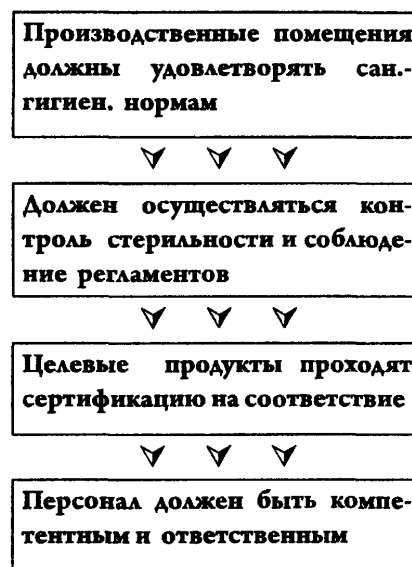 Производственные помещения
должны удовлетворять сан.-
гигиен. нормам
Должен осуществляться кон-
троль стерильности и соблюде-
ние регламентов
Целевые продукты проходят
сертификацию на соответствие
Персонал должен быть компе-
тентным и ответственным